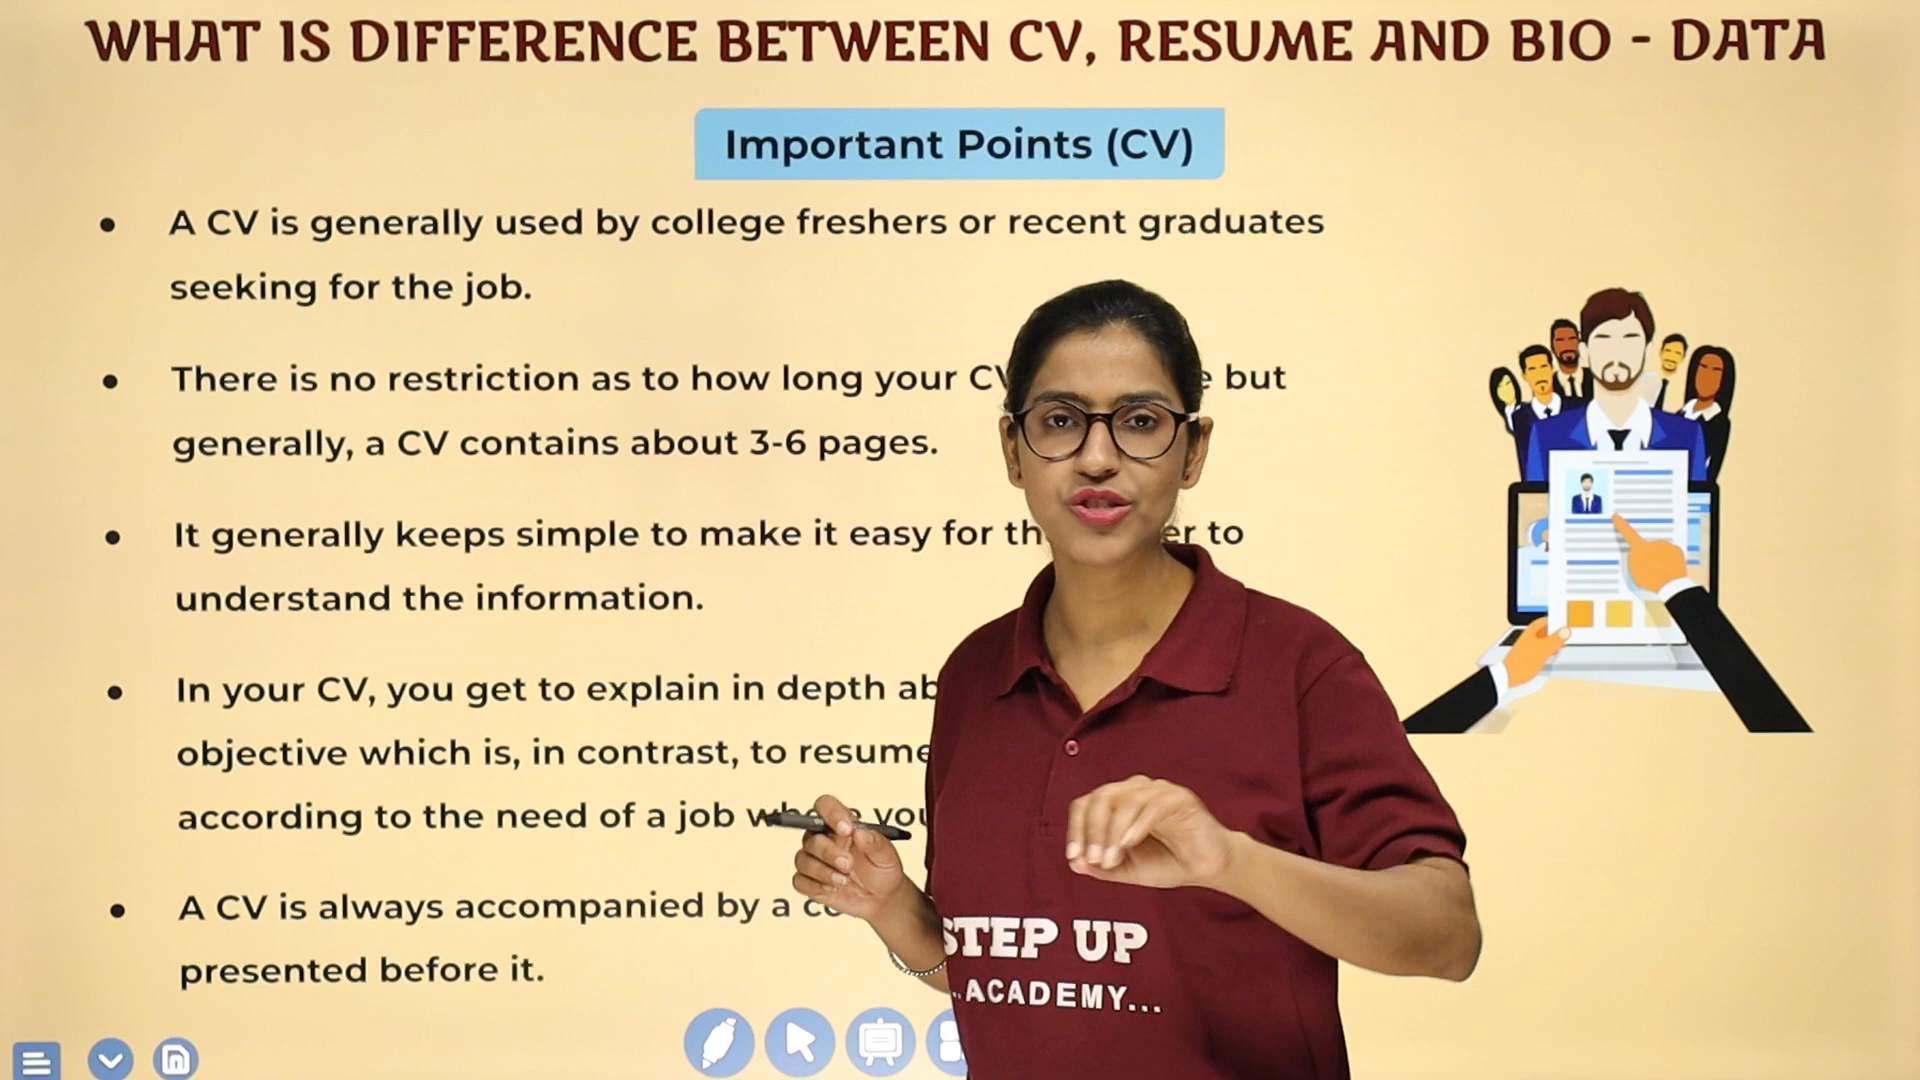 WHAT IS DIFFERENCE BETWEEN CV, RESUME AND BIO - DATA
Important Points (CV)
• A CV is generally used by college freshers or recent graduates
seeking for the job.
• There is no restriction as to how long your but
generally, a CV contains about 3-6 pages.
• It generally keeps simple to make it easy for to
understand the information.
• In your CV, you get to explain in depth
objective which is, in contrast, to resume
according to the need of a job
• A CV is always accompanied by a
presented before it.
STEP UP
..ACADEMY...